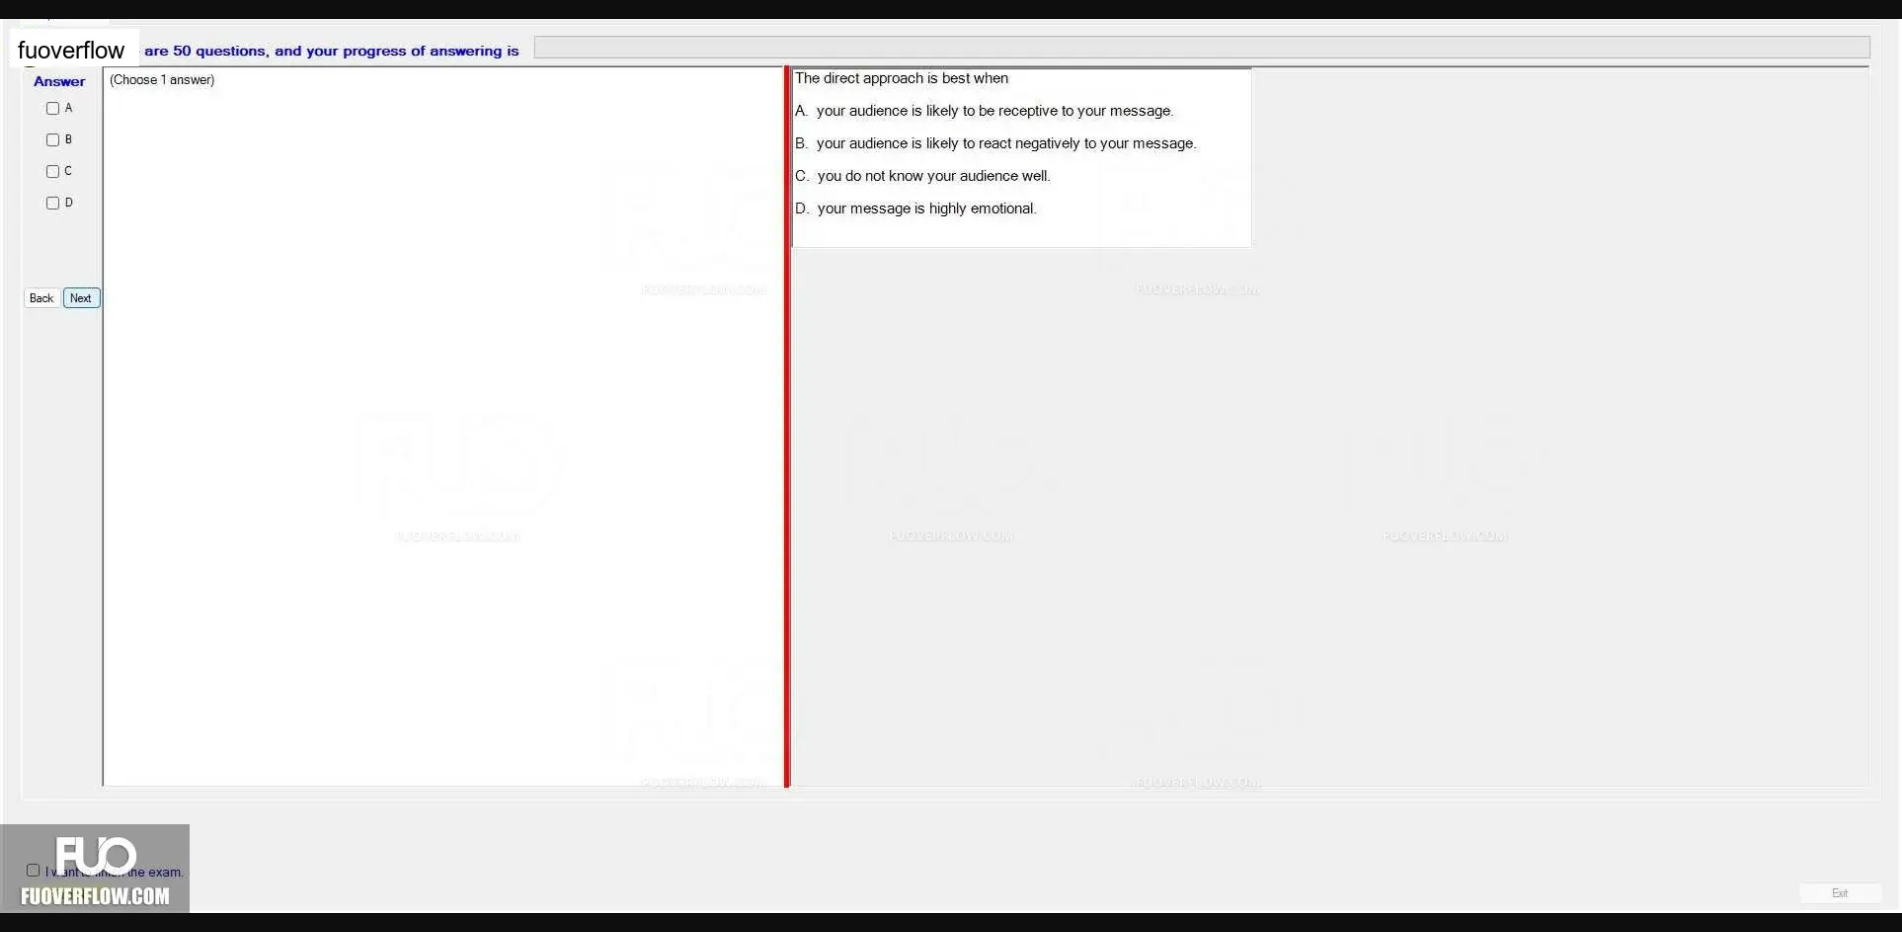 fuoverflow are 50 questions, and your progress of answering is
Answer
(Choose 1 answer)
A
B
C
D
Back Next
The direct approach is best when
A. your audience is likely to be receptive to your message.
B. your audience is likely to react negatively to your message.
C. you do not know your audience well.
D. your message is highly emotional.
FUOVERFLOW.COM
FUOVERFLOW.COM
FUOVERFLOW.COM
FUOVERFLOW.COM
FUOVERFLOW.COM
FUOVERFLOW.COM
FUOVERFLOW.COM
FUO
I want to finish the exam.
FUOVERFLOW.COM
Exit